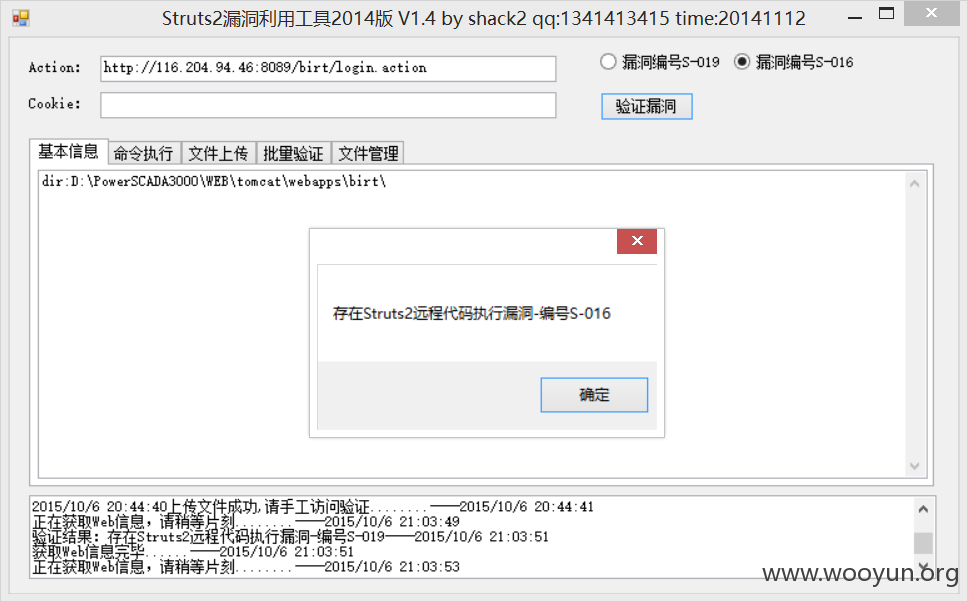 Struts2漏洞利用工具2014版 V1.4 by shack2 qq:1341413415 time:20141112
Action: http://116.204.94.46:8089/birt/login.action 漏洞编号S-019 漏洞编号S-016
Cookie: 验证漏洞
基本信息 命令执行 文件上传 批量验证 文件管理
dir:D:\PowerSCADA3000\WEB\tomcat\webapps\birt\
存在Struts2远程代码执行漏洞-编号S-016
确定
2015/10/6 20:44:40上传文件成功,请手工访问验证........——2015/10/6 20:44:41
正在获取Web信息，请稍等片刻........——2015/10/6 21:03:49
验证结果：存在Struts2远程代码执行漏洞-编号S-019——2015/10/6 21:03:51
获取Web信息完毕......——2015/10/6 21:03:51
正在获取Web信息，请稍等片刻........——2015/10/6 21:03:53
www.wooyun.org